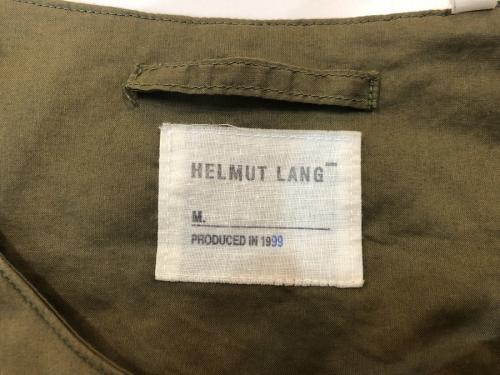 HELMUT LANG
M.
PRODUCED IN 1999